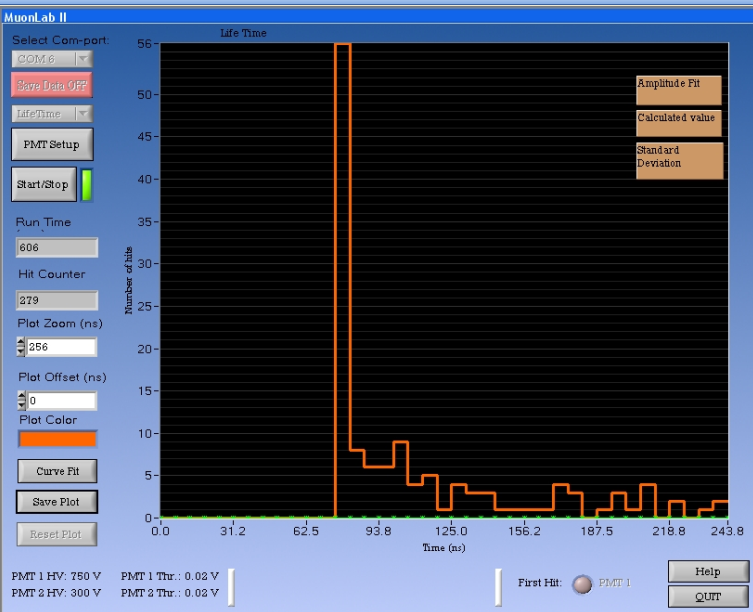 MuonLab II
Select Com-port:
COM 6
Save Data OFF
LifeTime
PMT Setup
Start/Stop
Run Time
606
Hit Counter
279
Plot Zoom (ns)
256
Plot Offset (ns)
0
Plot Color
Curve Fit
Save Plot
Reset Plot
Life Time
Number of hits
56-
50-
45-
40-
35-
30-
25-
20-
15-
10-
5-
0-
0.0 31.2 62.5 93.8 125.0 156.2 187.5 218.8 243.8
Time (ns)
Amplitude Fit
Calculated value
Standard
Deviation
PMT 1 HV: 750 V PMT 1 Thr.: 0.02 V
PMT 2 HV: 300 V PMT 2 Thr.: 0.02 V
First Hit: PMT 1
Help
QUIT